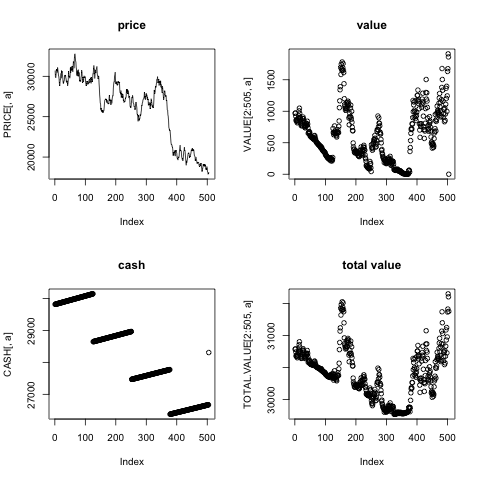 price
PRICE[, a]
30000
25000
20000
0 100 200 300 400 500
Index
value
VALUE[2:505, a]
1500
1000
500
0
0 100 200 300 400 500
Index
cash
CASH[, a]
29000
27000
0 100 200 300 400 500
Index
total value
TOTAL.VALUE[2:505, a]
31000
30000
0 100 200 300 400 500
Index